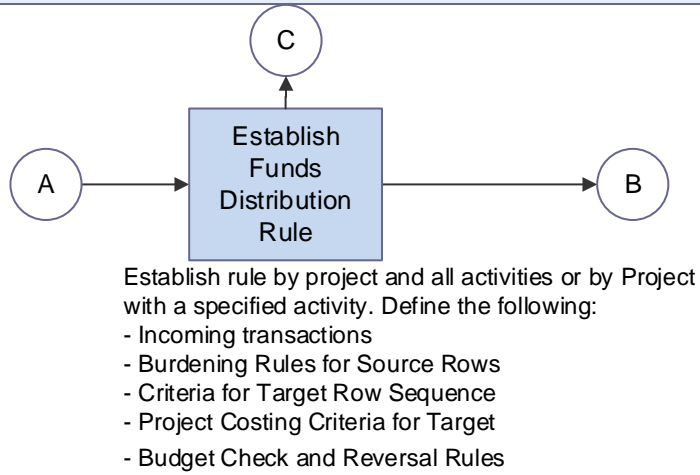 C
Establish
Funds
Distribution
Rule
A
B
Establish rule by project and all activities or by Project
with a specified activity. Define the following:
- Incoming transactions
- Burdening Rules for Source Rows
- Criteria for Target Row Sequence
- Project Costing Criteria for Target
- Budget Check and Reversal Rules